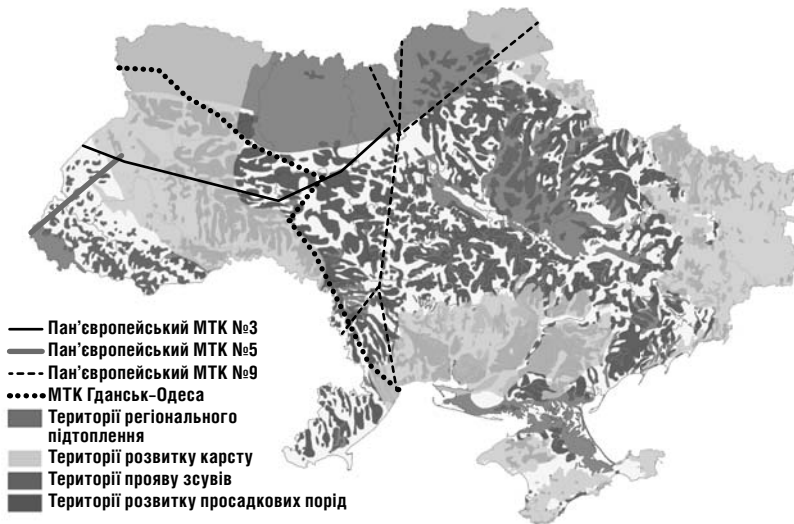 Пан’європейський МТК №3
Пан’європейський МТК №5
Пан’європейський МТК №9
МТК Гданськ–Одеса
Території регіонального
підтоплення
Території розвитку карсту
Території прояву зсувів
Території розвитку просадкових порід